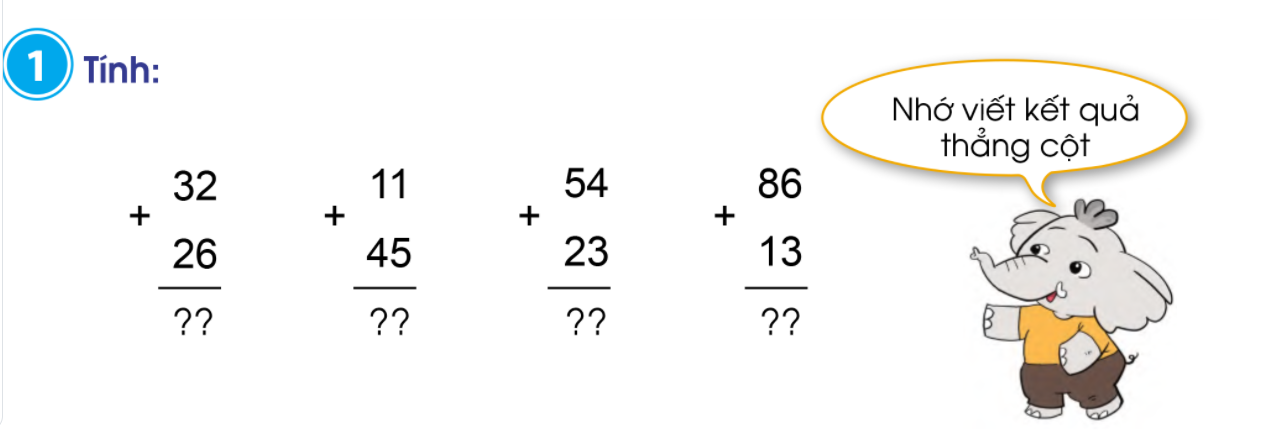 1 Tính:
Nhớ viết kết quả
thẳng cột
+ 32 + 11 + 54 + 86
26 45 23 13
?? ?? ?? ??